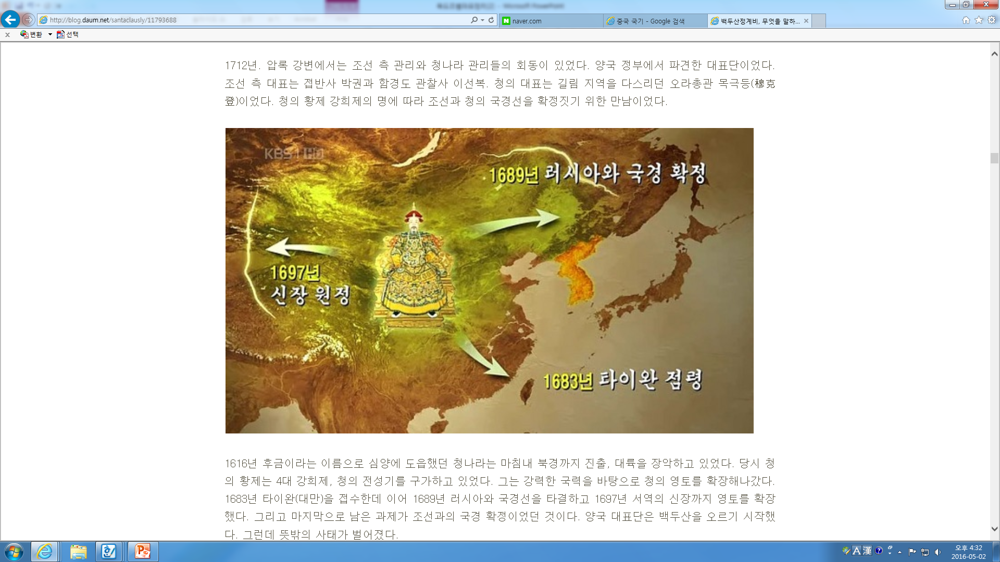 Microsoft PowerPoint
http://blog.daum.net/santaclausly/11793688
naver.com
중국 국기 - Google 검색
백두산정계비, 무엇을 말하...
변환
선택
1712년. 압록 강변에서는 조선 측 관리와 청나라 관리들의 회동이 있었다. 양국 정부에서 파견한 대표단이었다.
조선 측 대표는 접반사 박권과 함경도 관찰사 이선복. 청의 대표는 길림 지역을 다스리던 오라총관 목극등(穆克
登)이었다. 청의 황제 강희제의 명에 따라 조선과 청의 국경선을 확정짓기 위한 만남이었다.
KBS1 HD
1689년 러시아와 국경 확정
1697년
신장 원정
1683년 타이완 점령
1616년 후금이라는 이름으로 심양에 도읍했던 청나라는 마침내 북경까지 진출, 대륙을 장악하고 있었다. 당시 청
의 황제는 4대 강희제, 청의 전성기를 구가하고 있었다. 그는 강력한 국력을 바탕으로 청의 영토를 확장해나갔다.
1683년 타이완(대만)을 접수한데 이어 1689년 러시아와 국경선을 타결하고 1697년 서역의 신장까지 영토를 확장
했다. 그리고 마지막으로 남은 과제가 조선과의 국경 확정이었던 것이다. 양국 대표단은 백두산을 오르기 시작했
다. 그런데 뜻밖의 사태가 벌어졌다.
A 漢
오후 4:32
2016-05-02